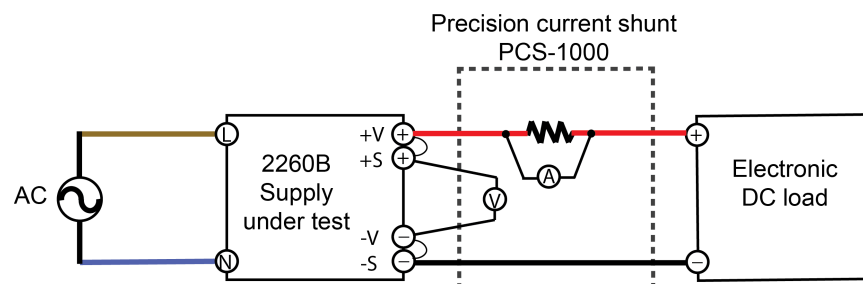 Precision current shunt
PCS-1000
AC
L
N
2260B
Supply
under test
+V
+S
-V
-S
+
+
−
−
V
A
+
−
Electronic
DC load